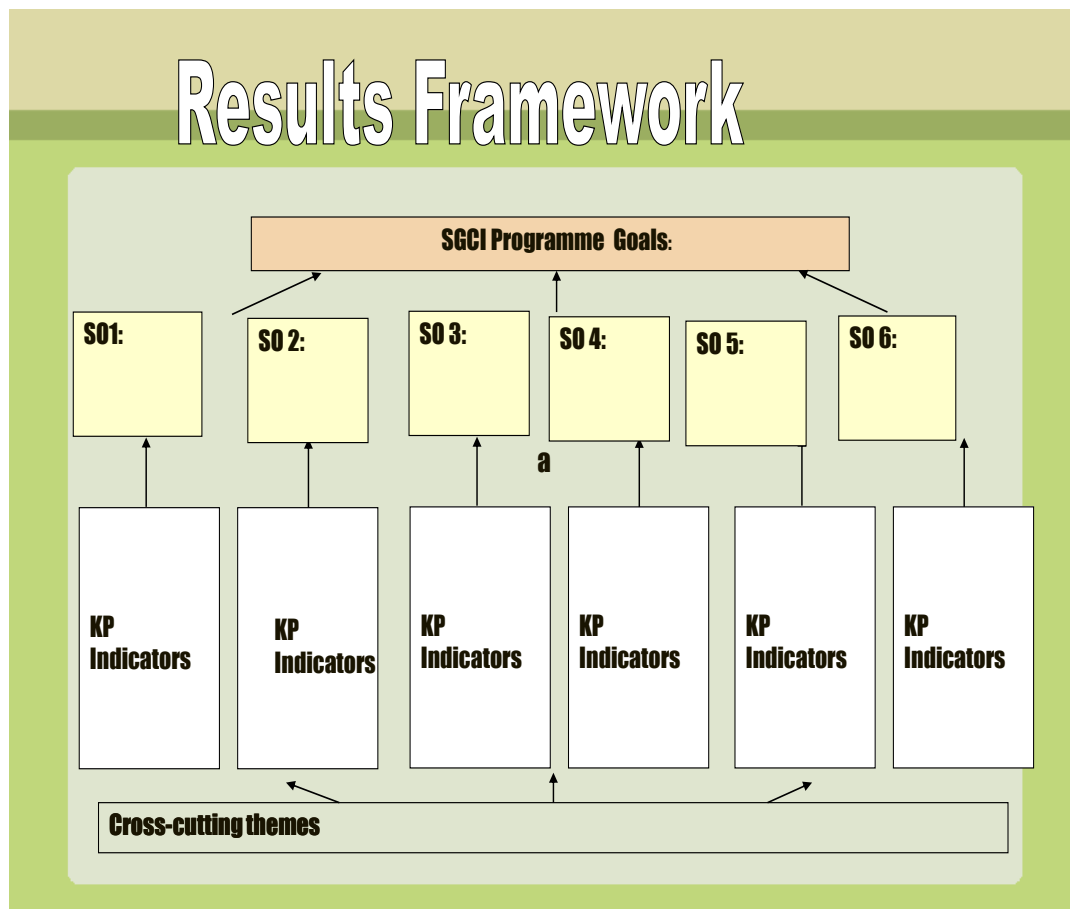 Results Framework
SGCI Programme Goals:
SO1:
SO 2:
SO 3:
SO 4:
SO 5:
SO 6:
a
KP
Indicators
KP
Indicators
KP
Indicators
KP
Indicators
KP
Indicators
KP
Indicators
Cross-cutting themes